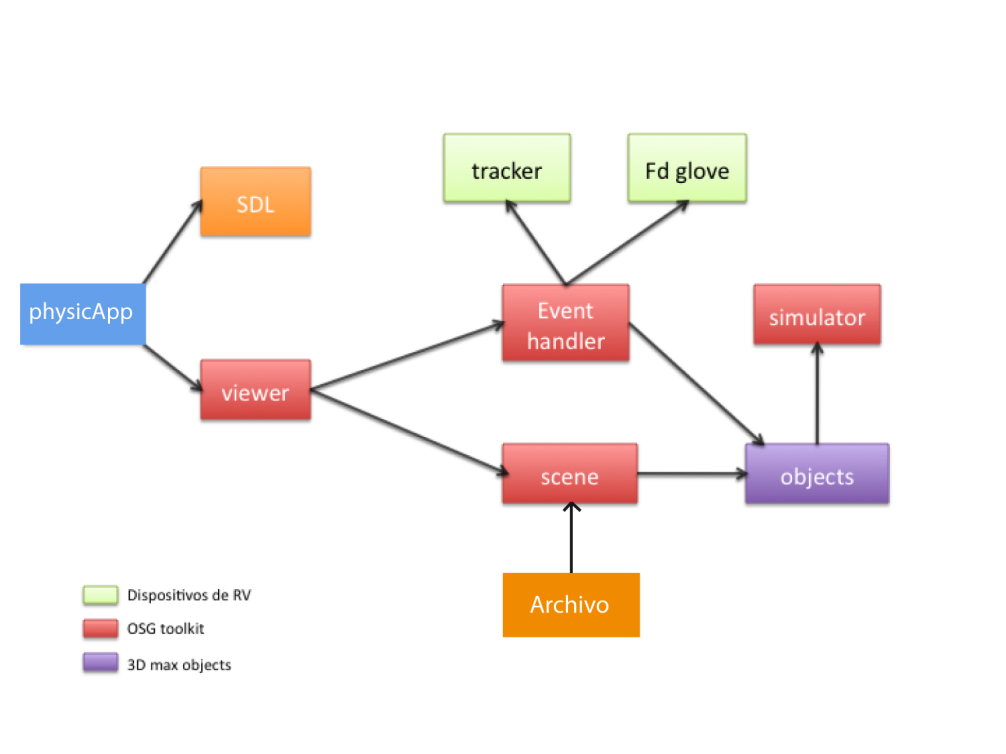 tracker
Fd glove
SDL
physicApp
Event
handler
simulator
viewer
scene
objects
Archivo
Dispositivos de RV
OSG toolkit
3D max objects